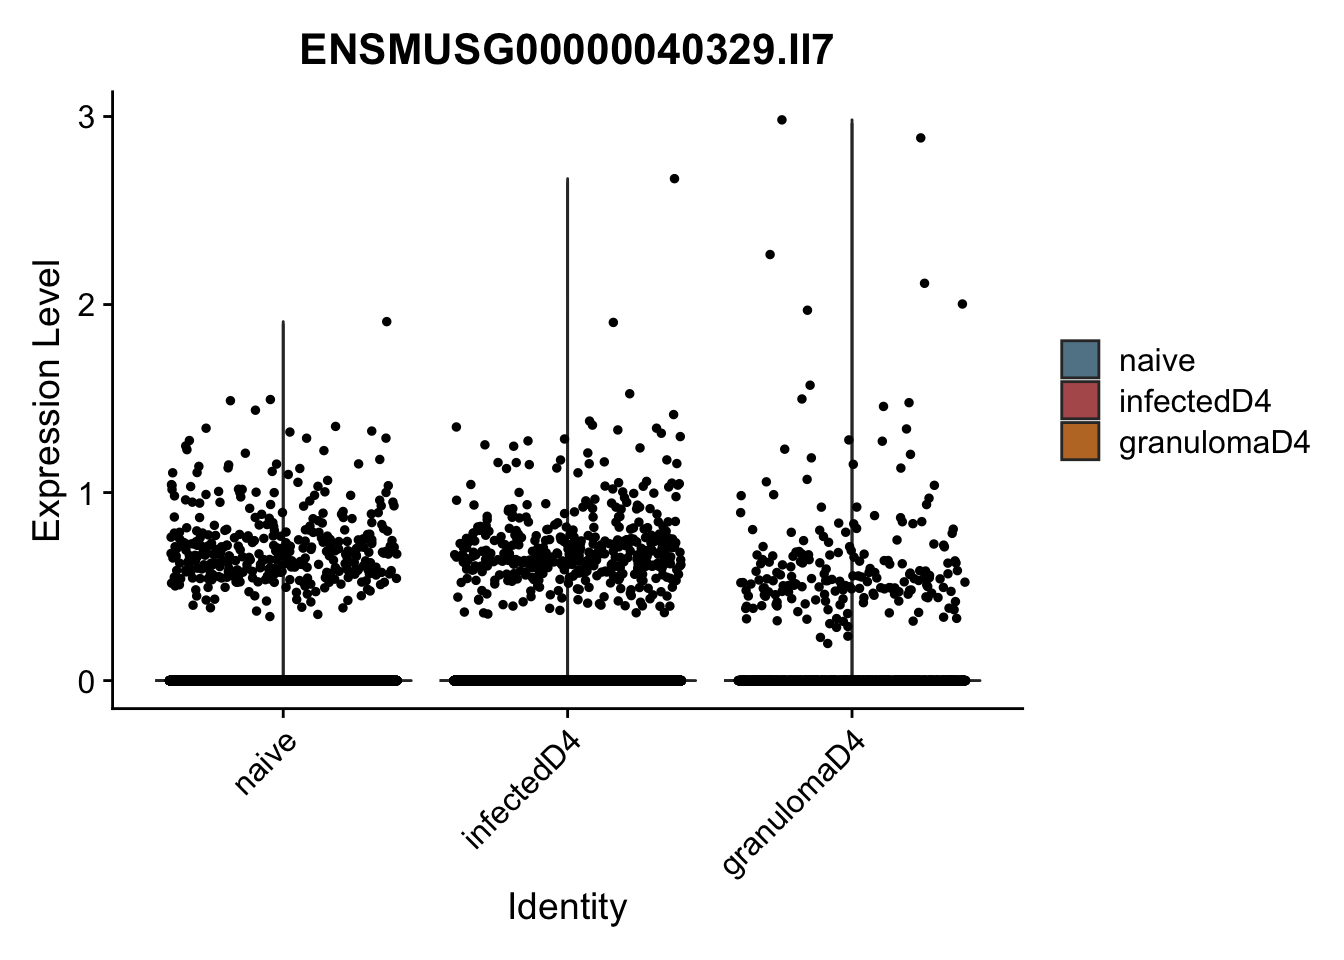 ENSMUSG00000040329.Il7
Expression Level
3
2
1
0
naive
infectedD4
granulomaD4
Identity
naive
infectedD4
granulomaD4